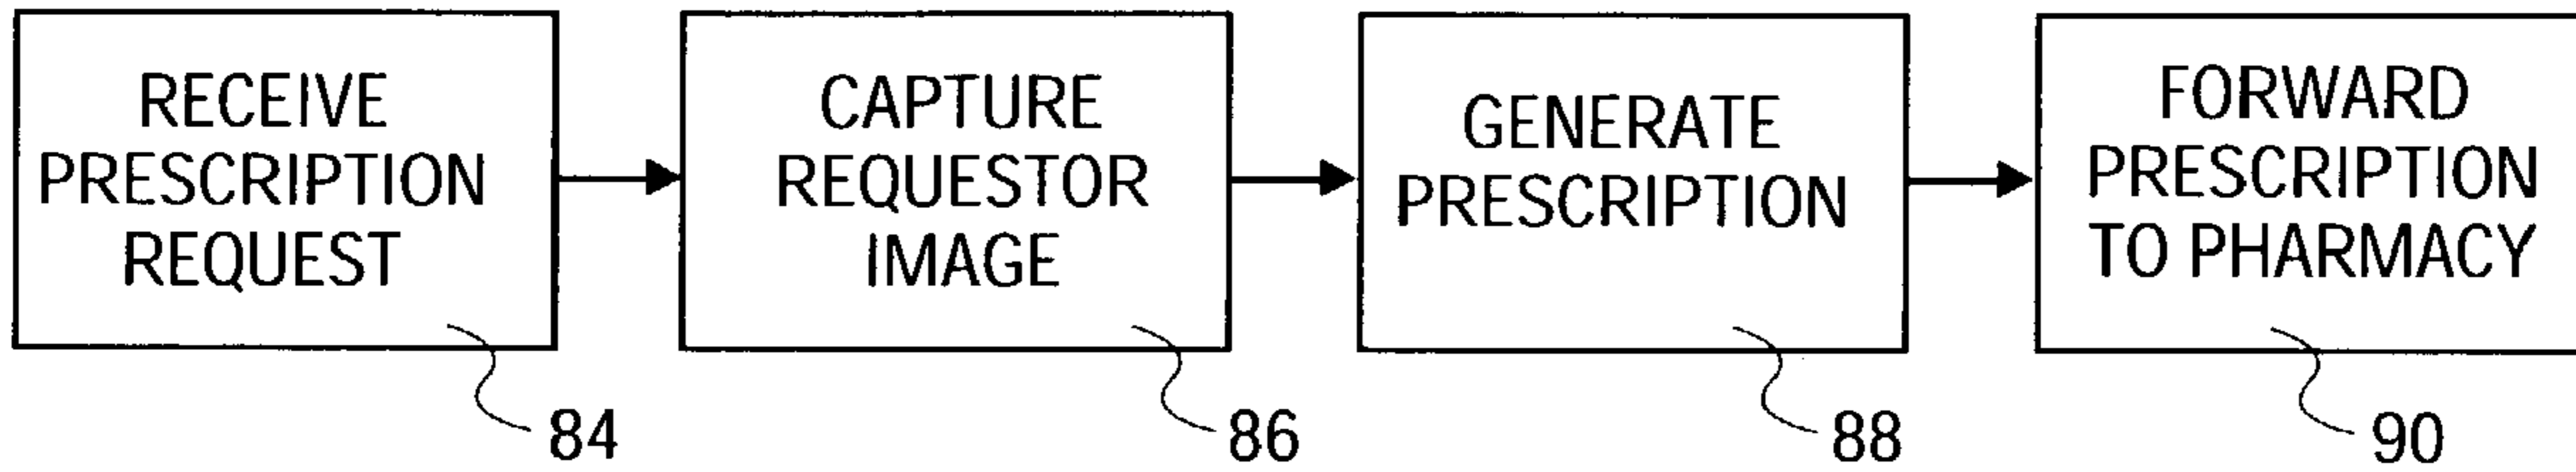 RECEIVE
PRESCRIPTION
REQUEST
84
CAPTURE
REQUESTOR
IMAGE
86
GENERATE
PRESCRIPTION
88
FORWARD
PRESCRIPTION
TO PHARMACY
90